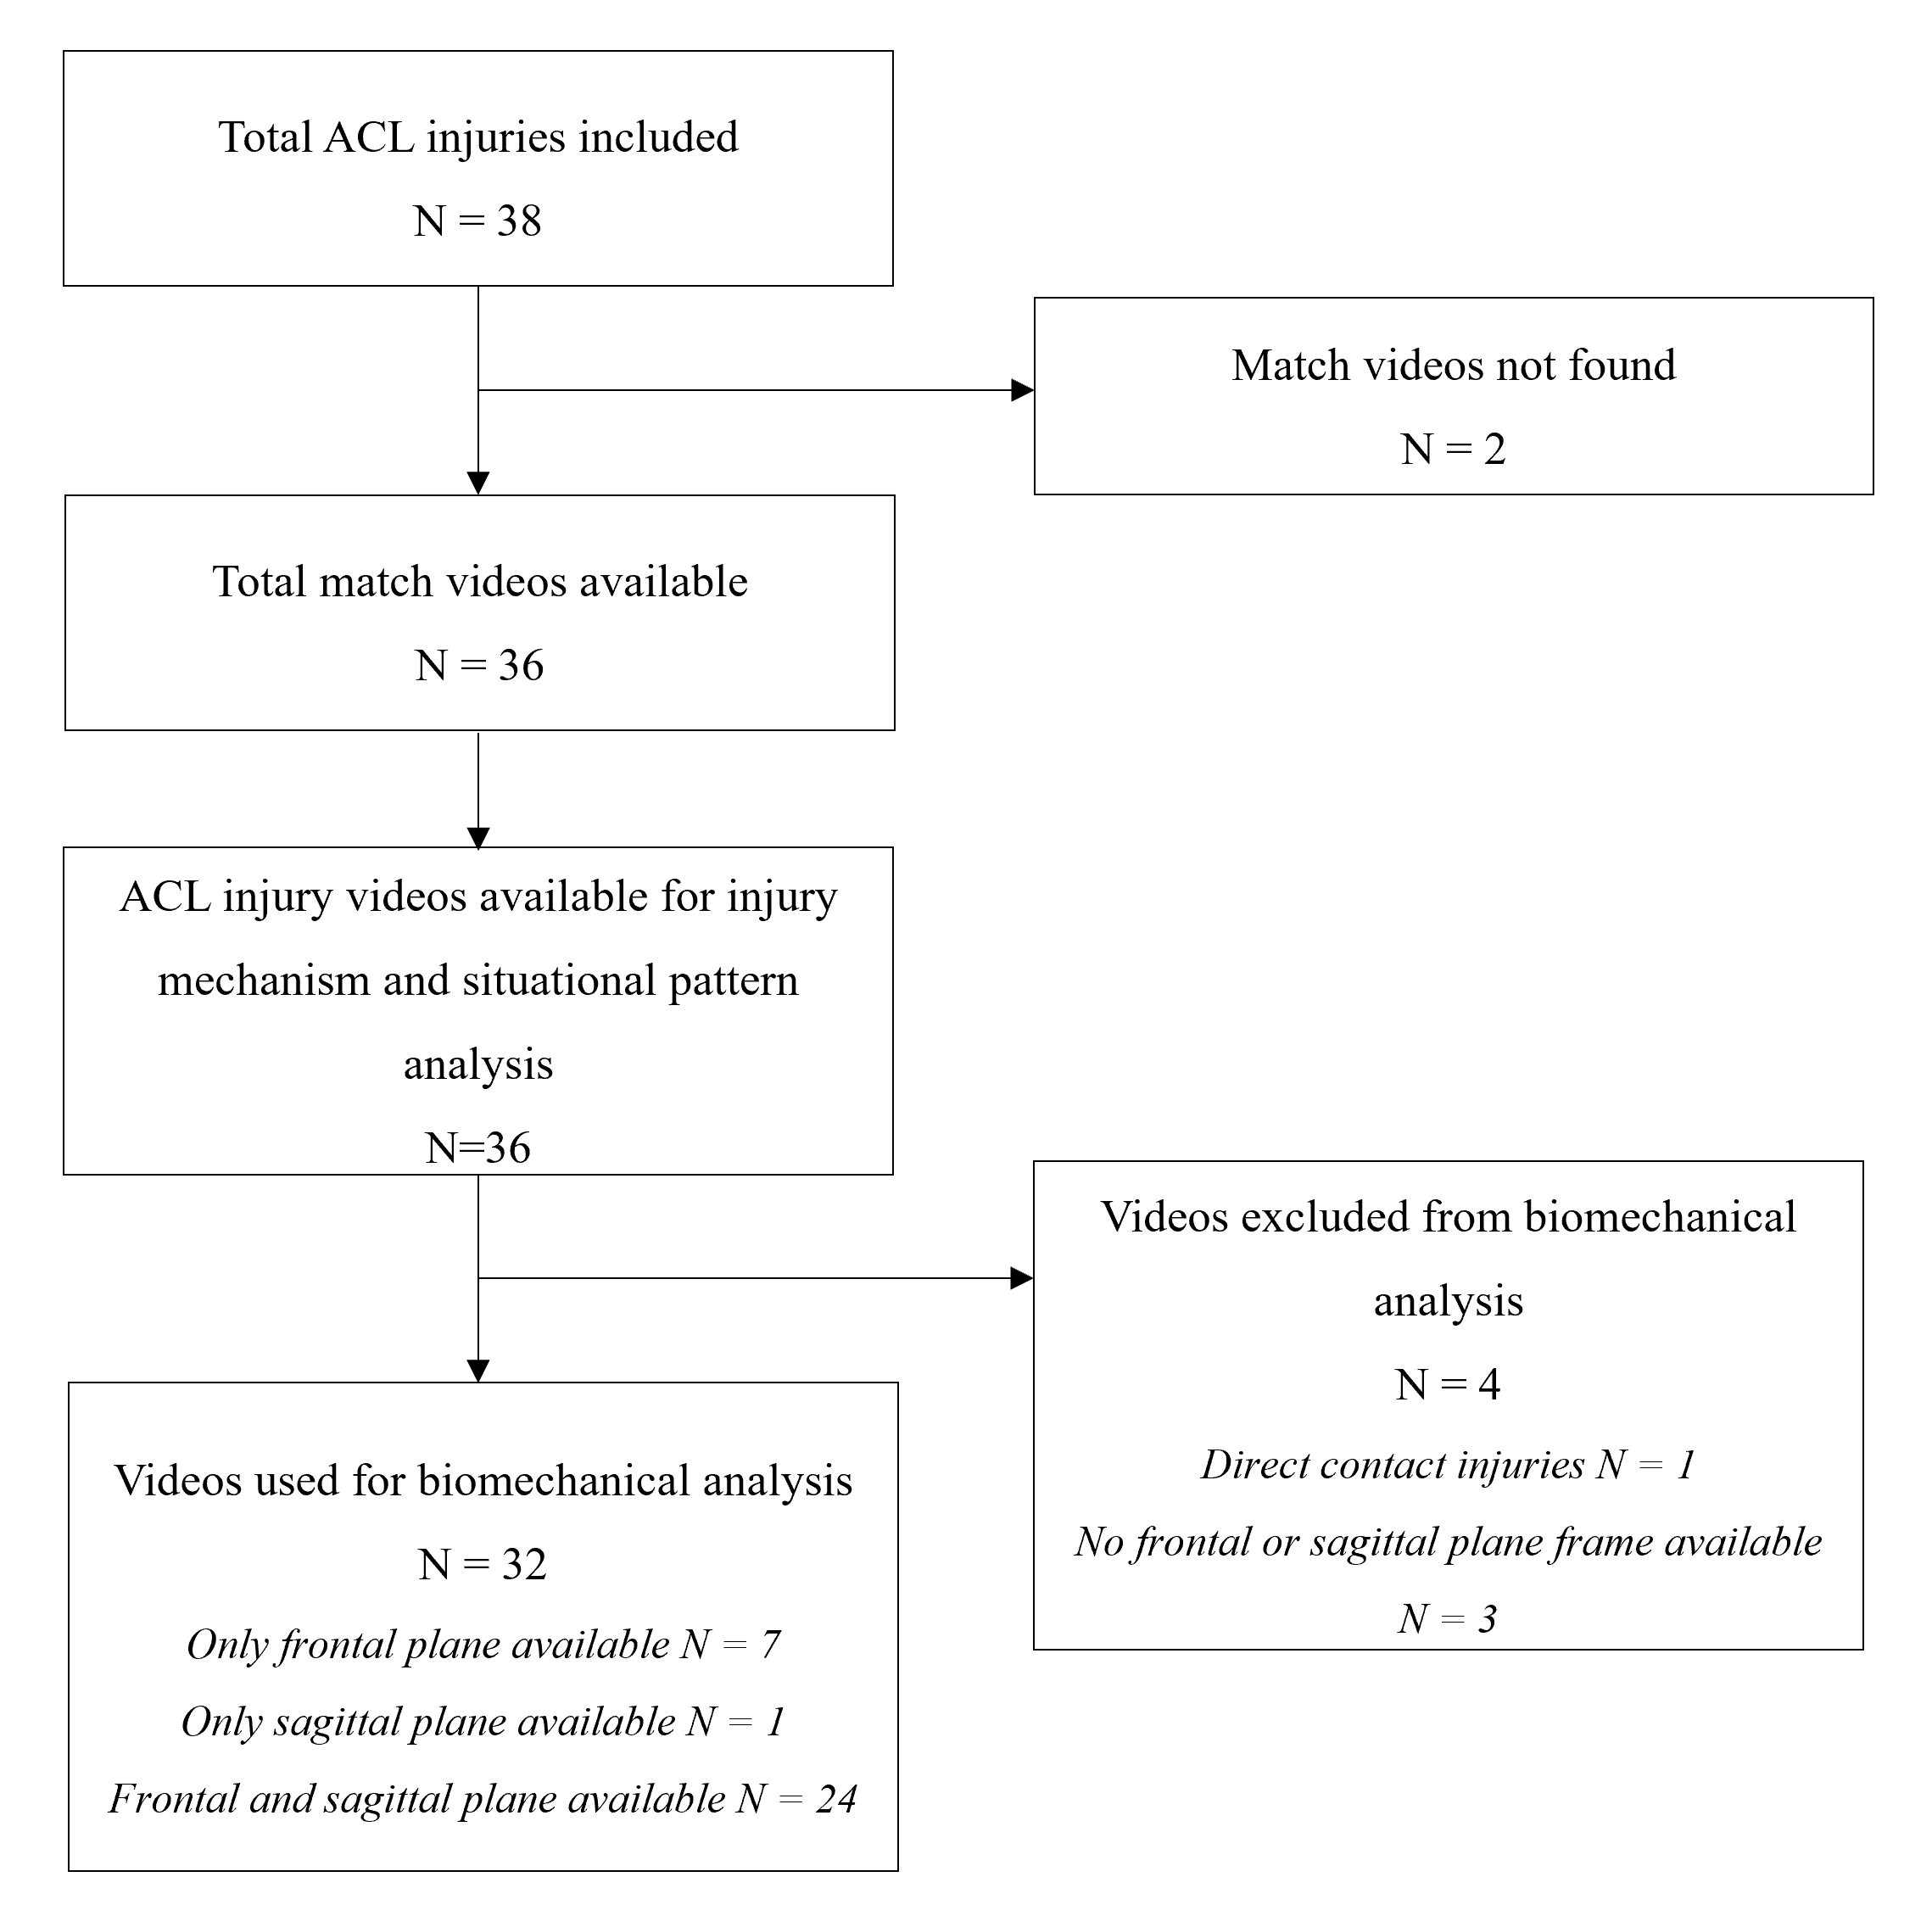 Total ACL injuries included
N = 38
Match videos not found
N = 2
Total match videos available
N = 36
ACL injury videos available for injury
mechanism and situational pattern
analysis
N=36
Videos excluded from biomechanical
analysis
N = 4
Direct contact injuries N = 1
No frontal or sagittal plane frame available
N = 3
Videos used for biomechanical analysis
N = 32
Only frontal plane available N = 7
Only sagittal plane available N = 1
Frontal and sagittal plane available N = 24